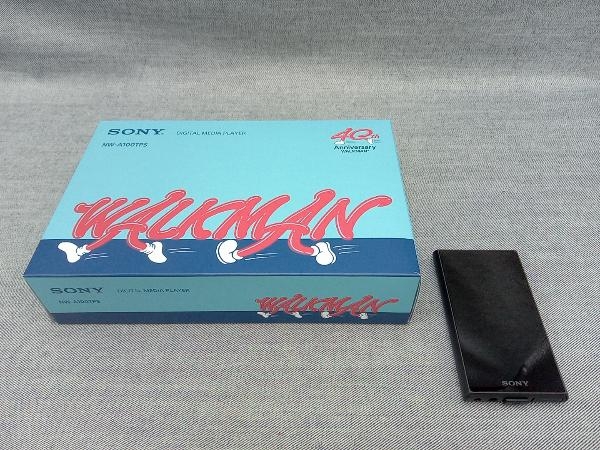 SONY DIGITAL MEDIA PLAYER
NW-A100TPS
40th
Anniversary
WALKMAN
WALKMAN
SONY DIGITAL MEDIA PLAYER
NW-A100TPS
WALKMAN
SONY